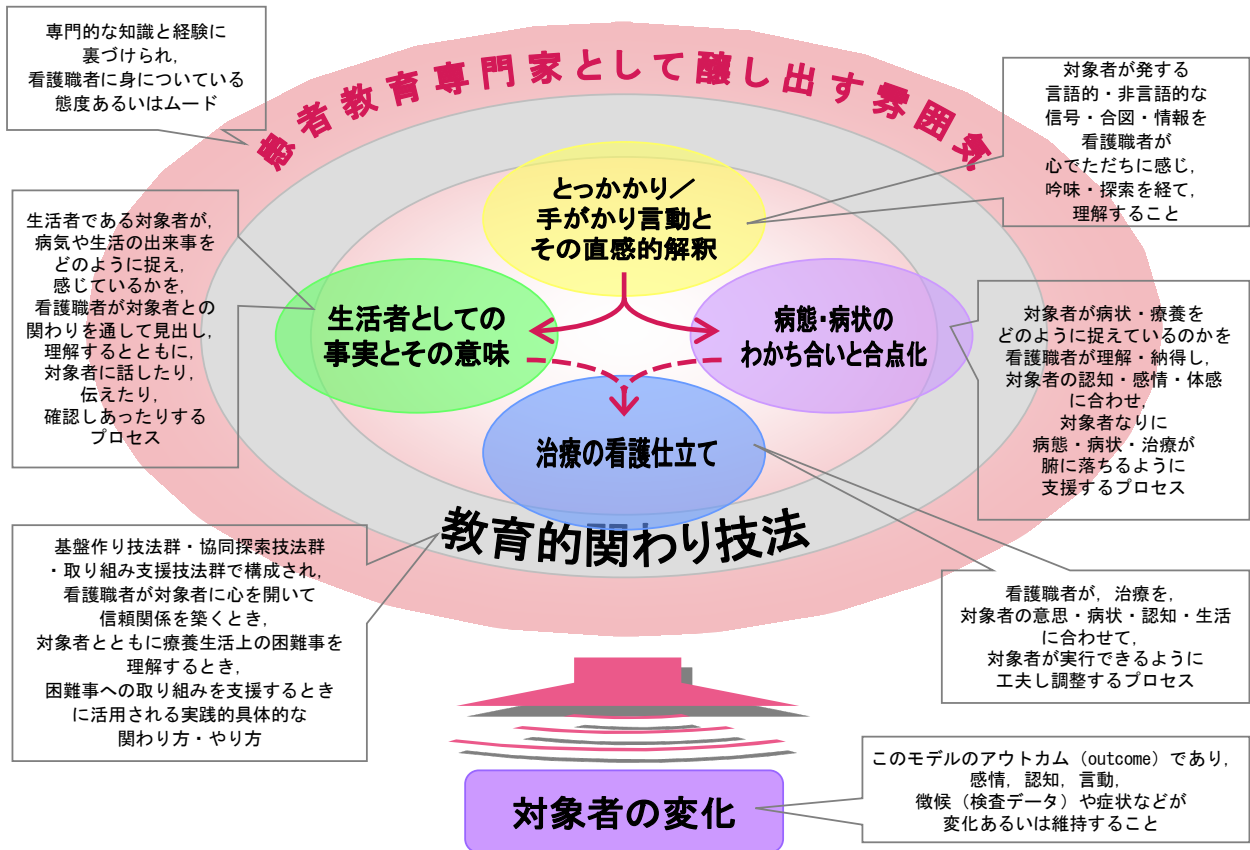 専門的な知識と経験に
裏づけられ，
看護職者に身についている
態度あるいはムード
患者教育専門家として醸し出す雰囲気
対象者が発する
言語的・非言語的な
信号・合図・情報を
看護職者が
心でただちに感じ，
吟味・探索を経て，
理解すること
とっかかり／
手がかり言動と
その直感的解釈
生活者である対象者が，
病気や生活の出来事を
どのように捉え，
感じているかを，
看護職者が対象者との
関わりを通して見出し，
理解するとともに，
対象者に話したり，
伝えたり，
確認しあったりする
プロセス
生活者としての
事実とその意味
病態・病状の
わかち合いと合点化
対象者が病状・療養を
どのように捉えているのかを
看護職者が理解・納得し，
対象者の認知・感情・体感
に合わせ，
対象者なりに
病態・病状・治療が
腑に落ちるように
支援するプロセス
治療の看護仕立て
教育的関わり技法
基盤作り技法群・協同探索技法群
・取り組み支援技法群で構成され，
看護職者が対象者に心を開いて
信頼関係を築くとき，
対象者とともに療養生活上の困難事を
理解するとき，
困難事への取り組みを支援するとき
に活用される実践的具体的な
関わり方・やり方
看護職者が，治療を，
対象者の意思・病状・認知・生活
に合わせて，
対象者が実行できるように
工夫し調整するプロセス
対象者の変化
このモデルのアウトカム（outcome）であり，
感情，認知，言動，
徴候（検査データ）や症状などが
変化あるいは維持すること